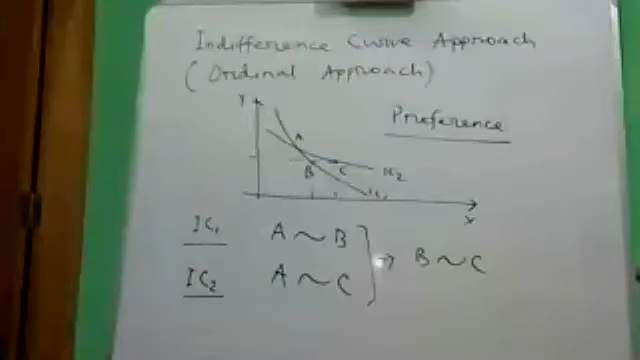 Indifference Curve Approach
(Ordinal Approach)
Preference
Y
A
B
C
IC2
IC1
X
IC1 A ~ B
IC2 A ~ C
→ B ~ C